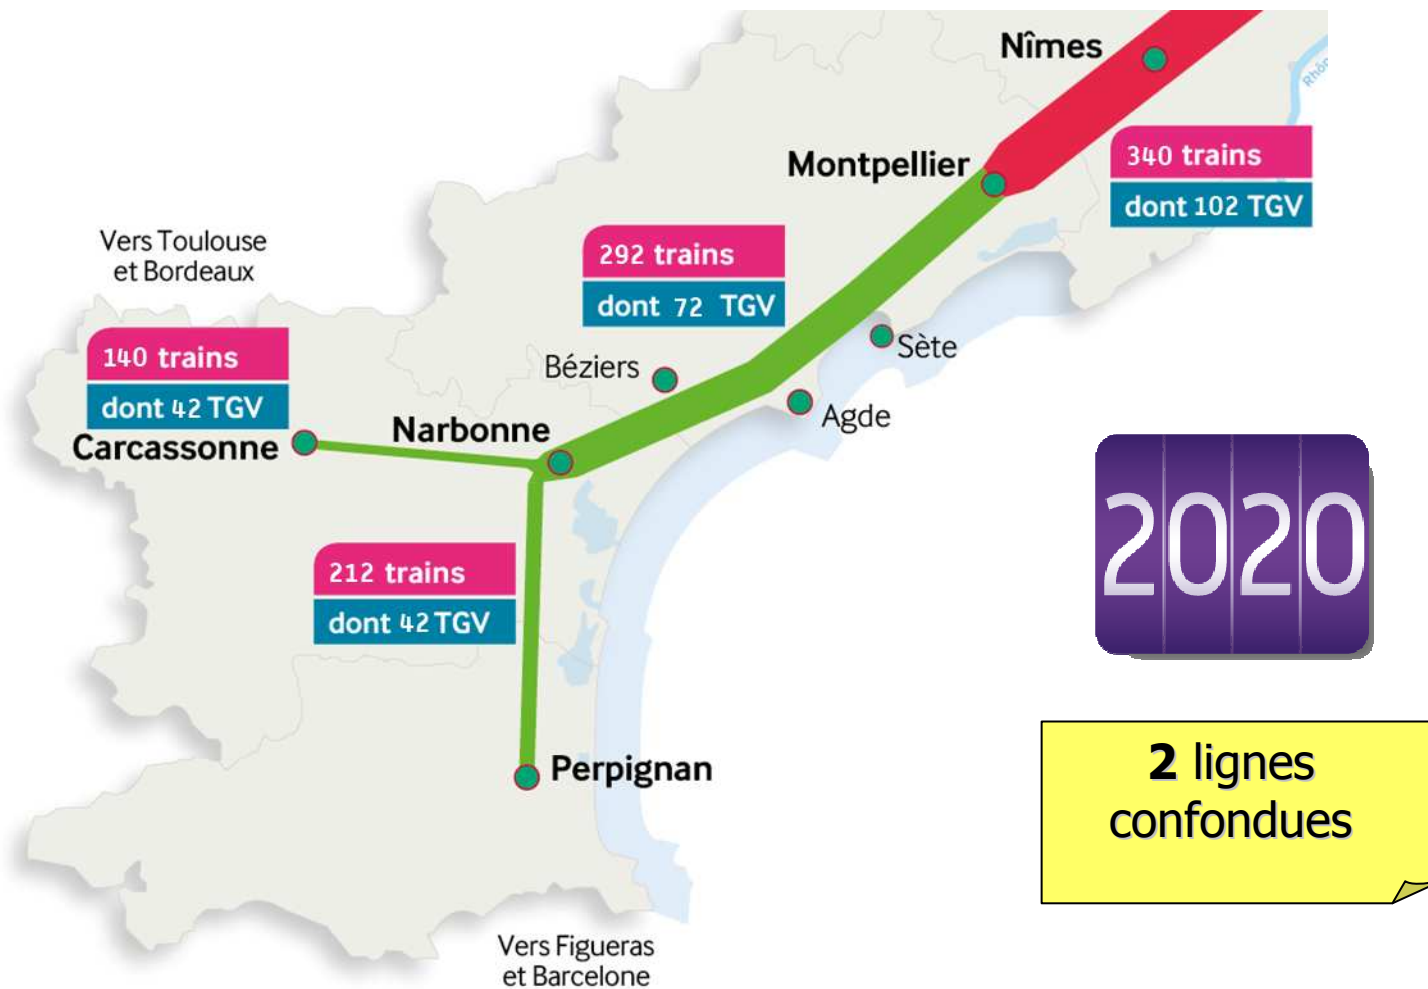 Nîmes
Rhôn
Montpellier
340 trains
dont 102 TGV
Vers Toulouse
et Bordeaux
292 trains
dont 72 TGV
140 trains
dont 42 TGV
Béziers
Sète
Agde
Carcassonne
Narbonne
2020
212 trains
dont 42 TGV
Perpignan
2 lignes
confondues
Vers Figueras
et Barcelone